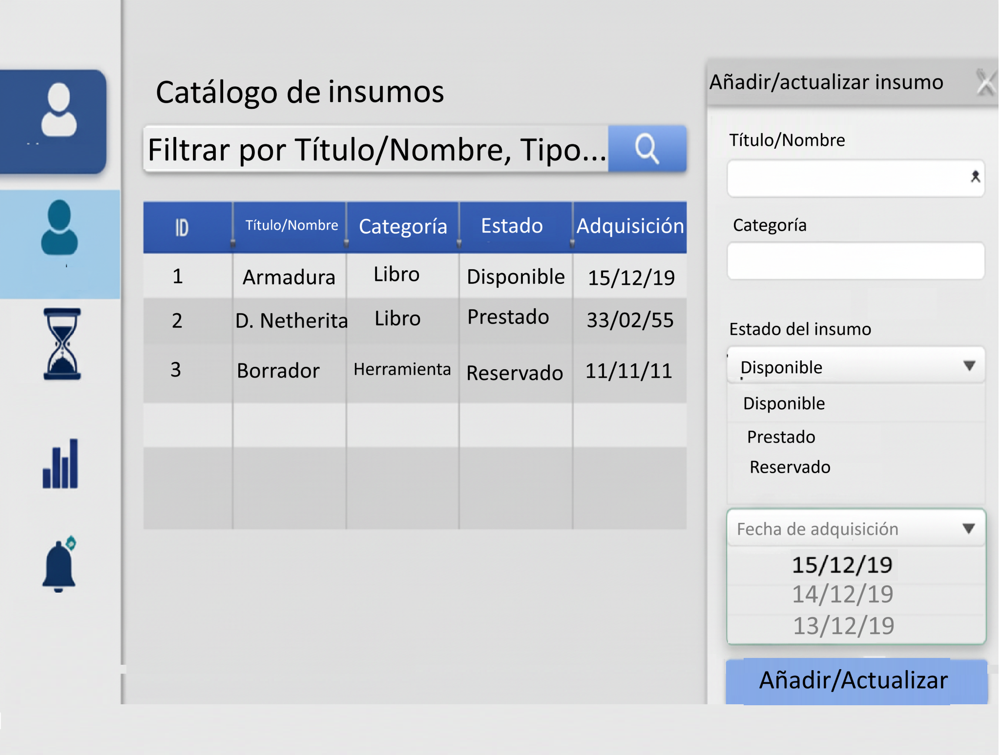 Catálogo de insumos
Filtrar por Título/Nombre, Tipo...
ID Título/Nombre Categoría Estado Adquisición
1 Armadura Libro Disponible 15/12/19
2 D. Netherita Libro Prestado 33/02/55
3 Borrador Herramienta Reservado 11/11/11
Añadir/actualizar insumo
Título/Nombre
Categoría
Estado del insumo
Disponible
Disponible
Prestado
Reservado
Fecha de adquisición
15/12/19
14/12/19
13/12/19
Añadir/Actualizar